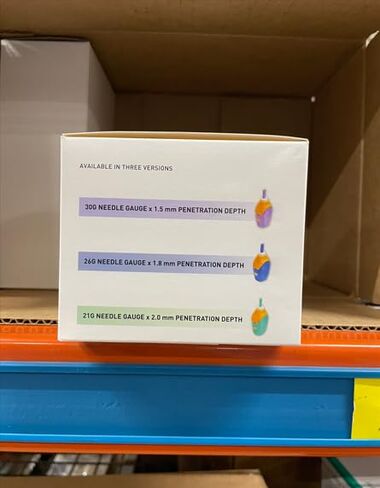 AVAILABLE IN THREE VERSIONS
30G NEEDLE GAUGE x 1.5 mm PENETRATION DEPTH
26G NEEDLE GAUGE x 1.8 mm PENETRATION DEPTH
21G NEEDLE GAUGE x 2.0 mm PENETRATION DEPTH